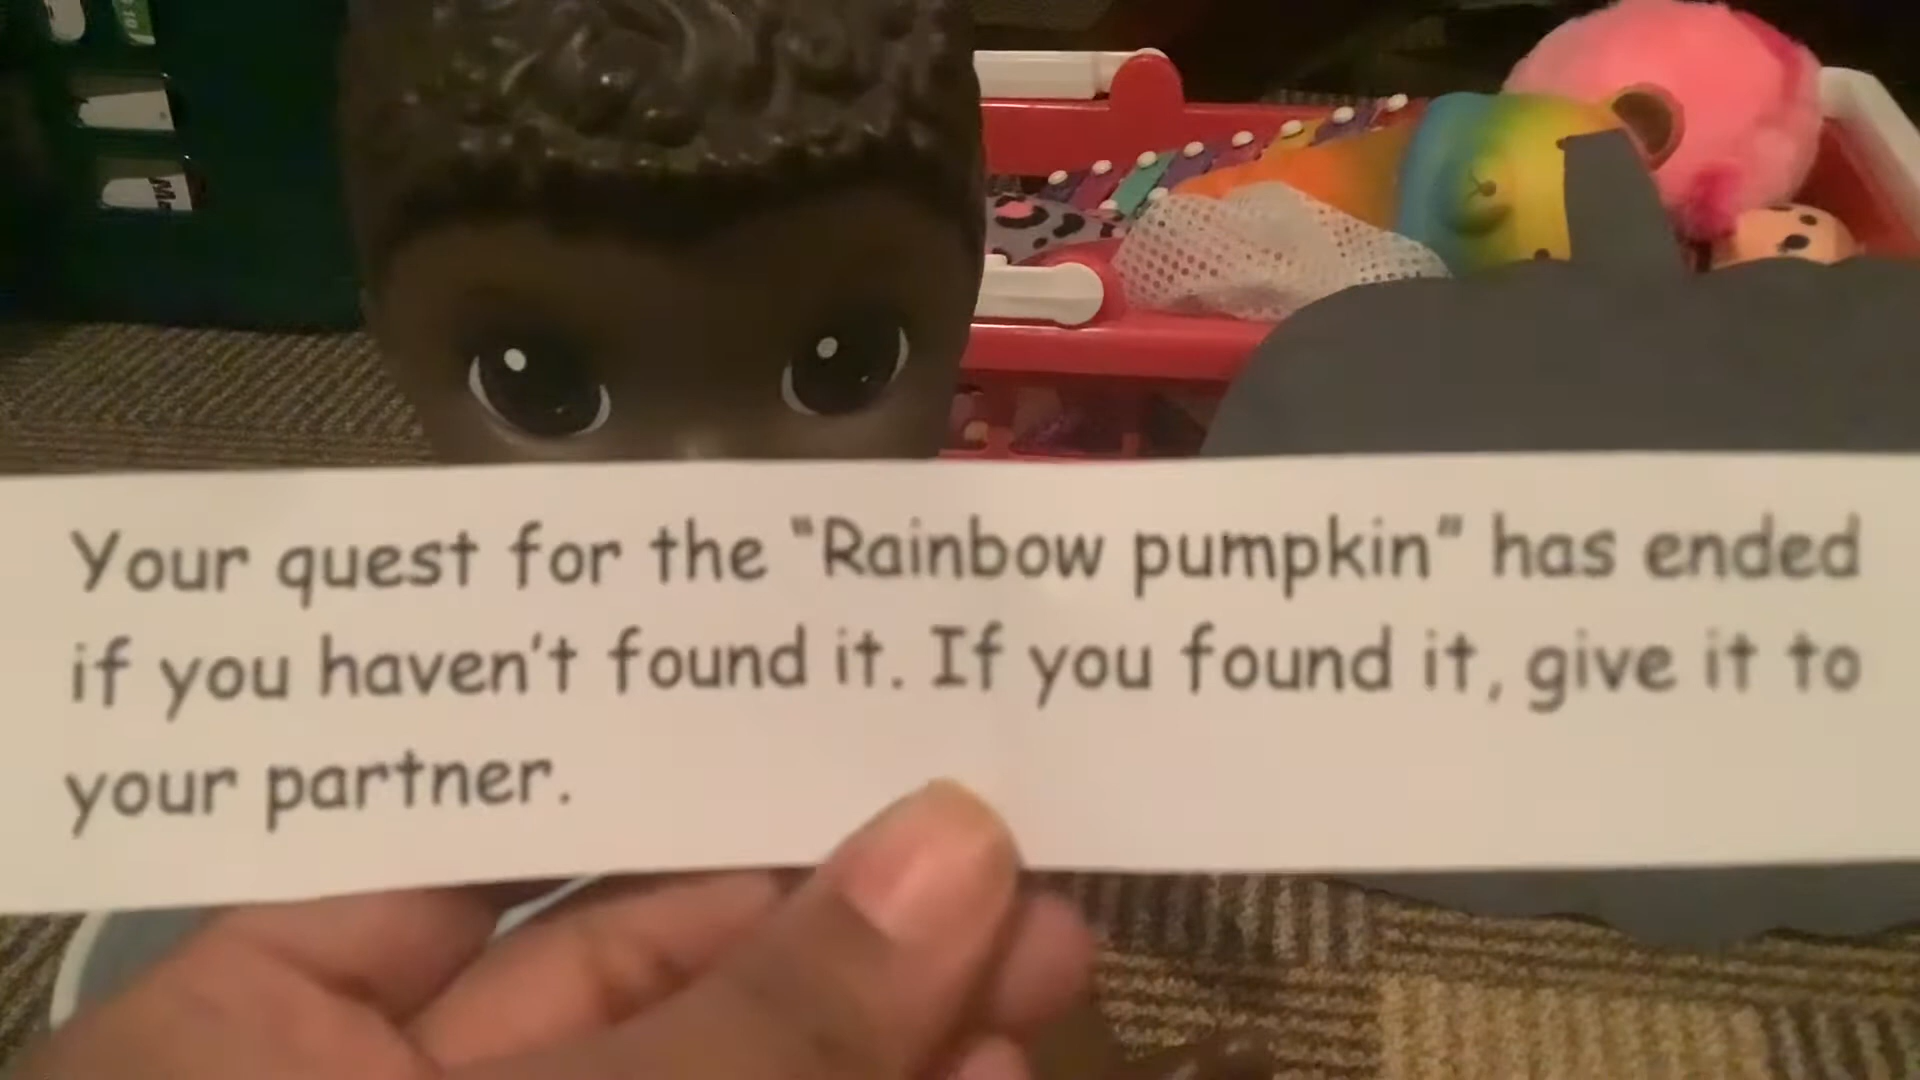 Your quest for the “Rainbow pumpkin” has ended
if you haven't found it. If you found it, give it to
your partner.